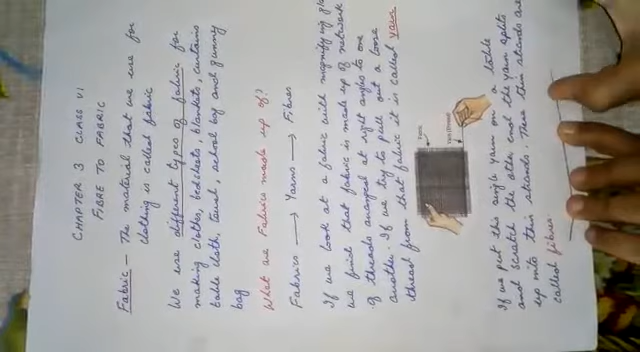 CHAPTER 3 CLASS VI
FIBRE TO FABRIC
Fabric — The material that we use for
clothing is called fabric
We use different types of fabric for
making clothes, bedsheets, blankets, curtains
table cloth, towel, school bag and gunny
bag
What are Fabrics made up of?
Fabrics → Yarns → Fibres
If we look at a fabric with magnifying
we find that fabric is made up of network
of threads arranged at right angles to one
another. If we try to pull out a loose
thread from that fabric it is called yarn
If we put this single yarn on a table
and scratch the other end the yarn splits
up into thin strands. These thin strands are
called fibres